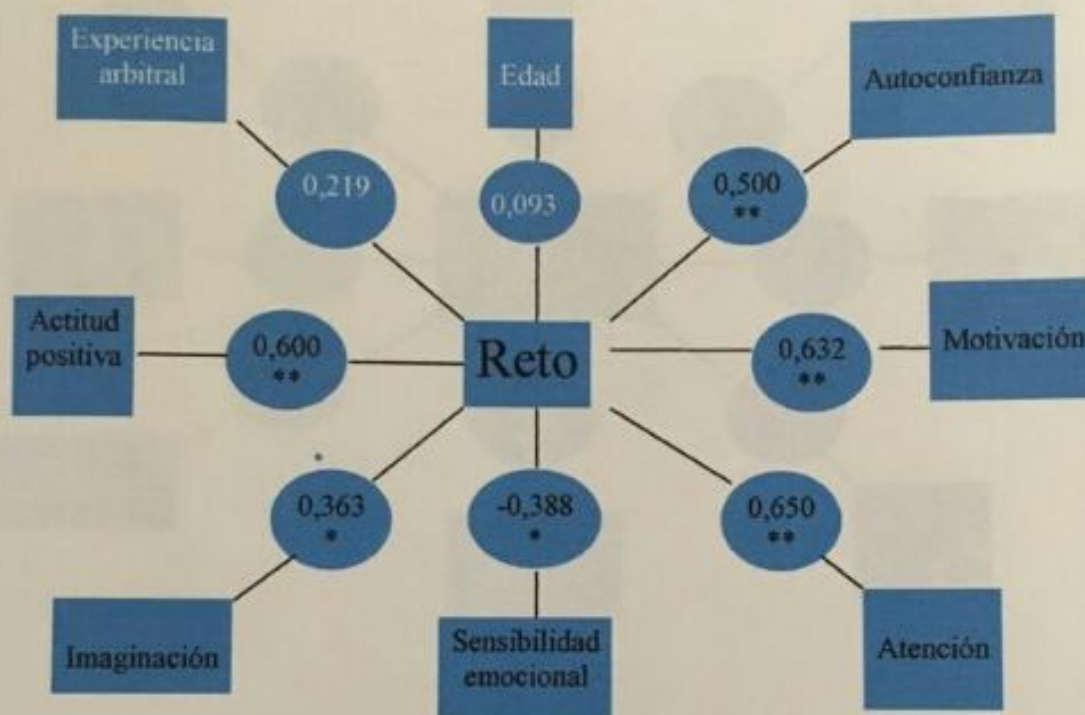 Experiencia
arbitral
Edad
Autoconfianza
0,219
0,093
0,500
**
Actitud
positiva
0,600
**
Reto
0,632
**
Motivación
0,363
*
-0,388
*
0,650
**
Imaginación
Sensibilidad
emocional
Atención